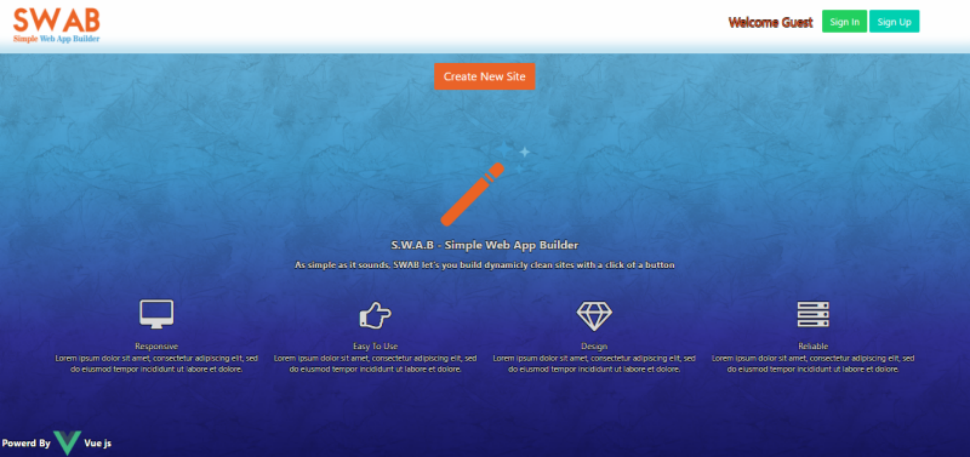 SWAB
Simple Web App Builder
Welcome Guest
Sign In
Sign Up
Create New Site
S.W.A.B - Simple Web App Builder
As simple as it sounds, SWAB let's you build dynamicly clean sites with a click of a button
Responsive
Lorem ipsum dolor sit amet, consectetur adipiscing elit, sed
do eiusmod tempor incididunt ut labore et dolore.
Easy To Use
Lorem ipsum dolor sit amet, consectetur adipiscing elit, sed
do eiusmod tempor incididunt ut labore et dolore.
Design
Lorem ipsum dolor sit amet, consectetur adipiscing elit, sed
do eiusmod tempor incididunt ut labore et dolore.
Reliable
Lorem ipsum dolor sit amet, consectetur adipiscing elit, sed
do eiusmod tempor incididunt ut labore et dolore.
Powerd By Vue js